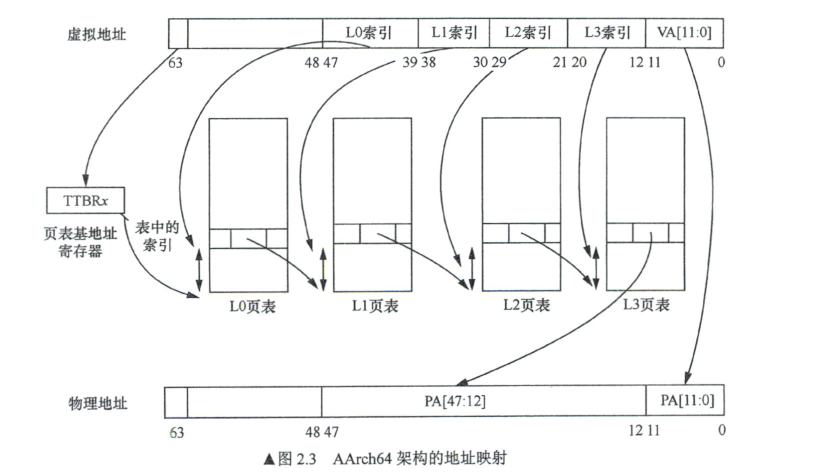 虚拟地址
L0索引
L1索引
L2索引
L3索引
VA[11:0]
63
48 47
39 38
30 29
21 20
12 11
0
TTBRx
页表基地址
寄存器
表中的
索引
L0页表
L1页表
L2页表
L3页表
物理地址
PA[47:12]
PA[11:0]
63
48 47
12 11
0
▲图 2.3 AArch64 架构的地址映射